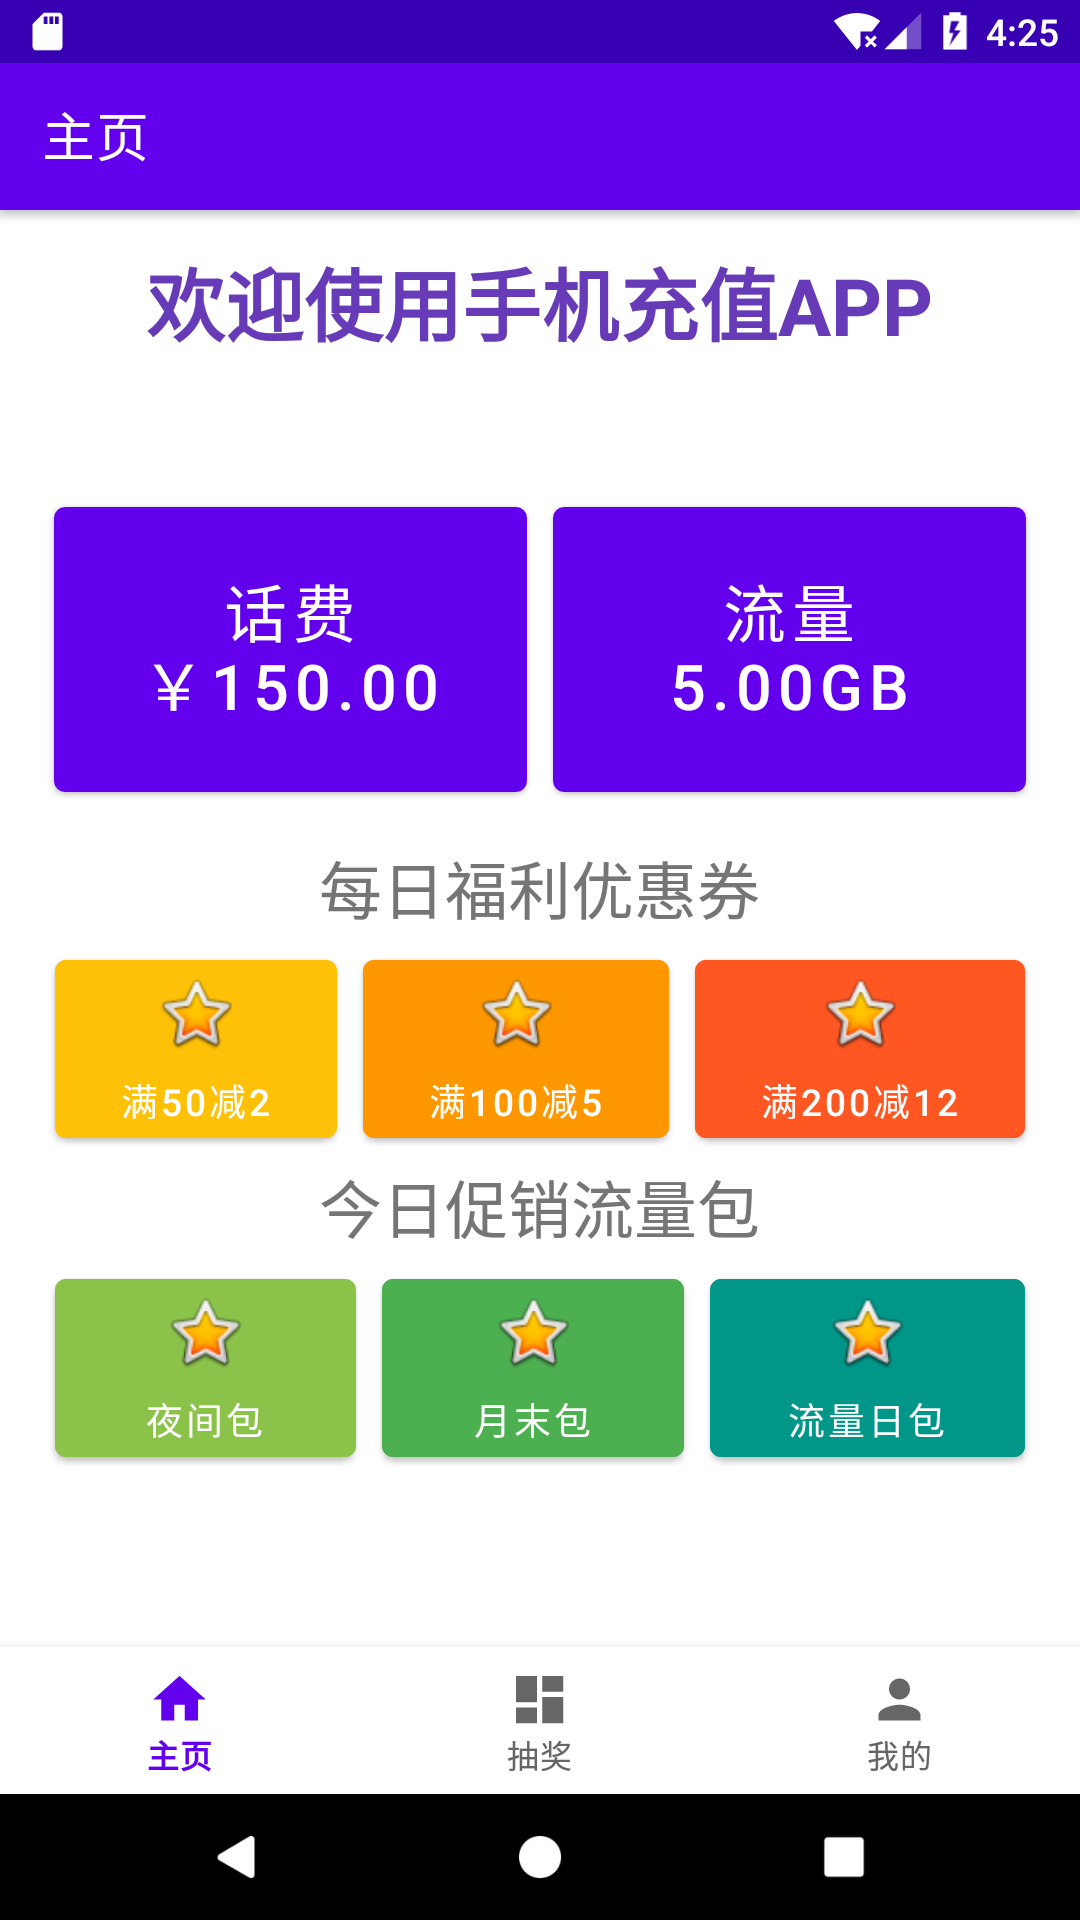 4:25
主页
欢迎使用手机充值APP
话费
￥150.00
流量
5.00GB
每日福利优惠券
满50减2
满100减5
满200减12
今日促销流量包
夜间包
月末包
流量日包
主页
抽奖
我的